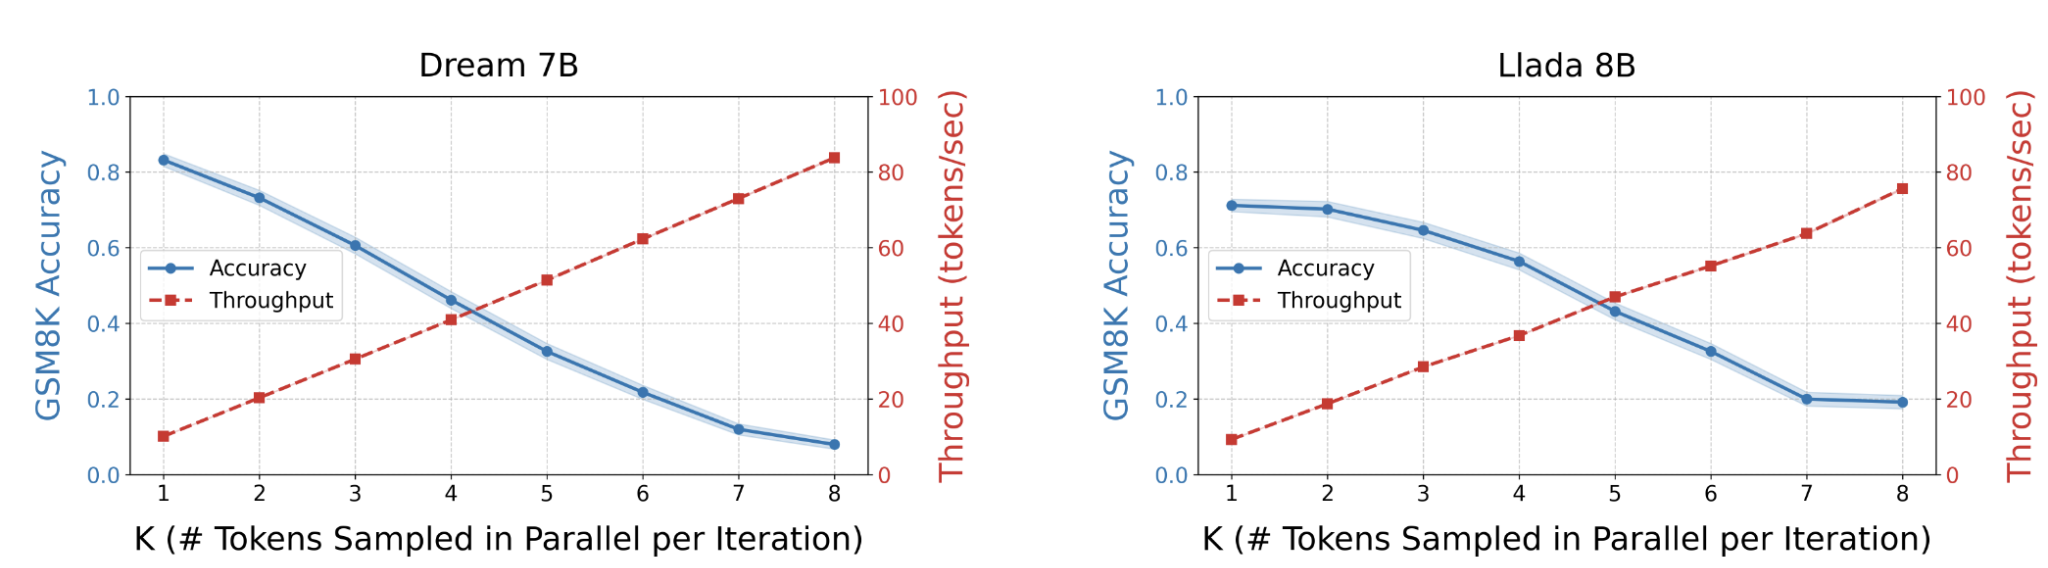 Dream 7B
1.0
0.8
0.6
0.4
0.2
0.0
GSM8K Accuracy
Accuracy
Throughput
100
80
60
40
20
0
Throughput (tokens/sec)
1 2 3 4 5 6 7 8
K (# Tokens Sampled in Parallel per Iteration)
Llada 8B
1.0
0.8
0.6
0.4
0.2
0.0
GSM8K Accuracy
Accuracy
Throughput
100
80
60
40
20
0
Throughput (tokens/sec)
1 2 3 4 5 6 7 8
K (# Tokens Sampled in Parallel per Iteration)